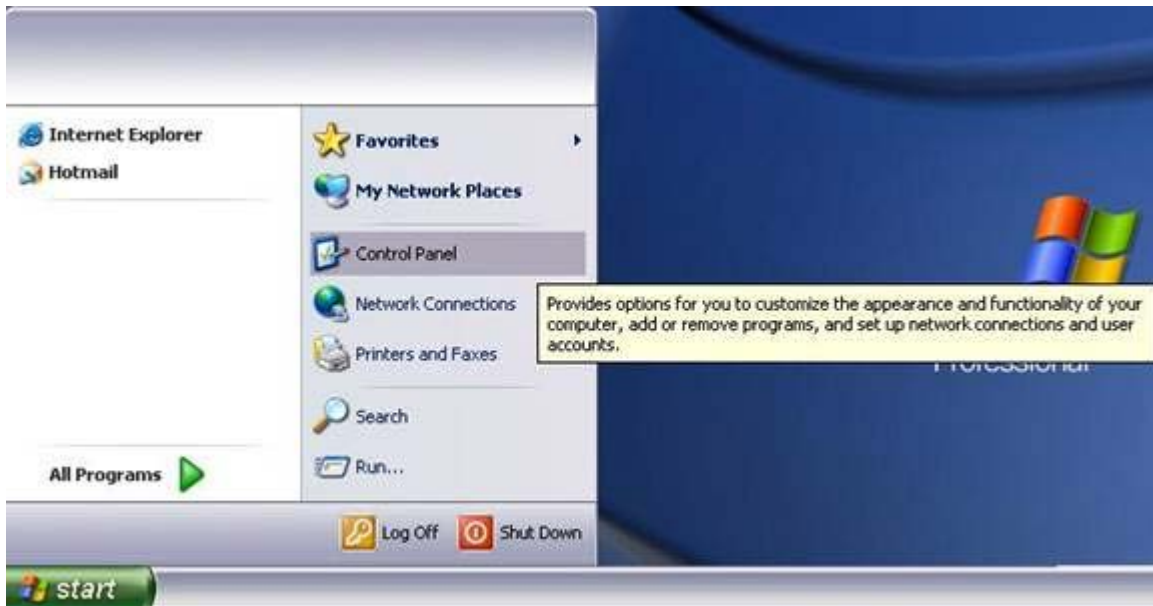 Internet Explorer
Hotmail
All Programs
Favorites
My Network Places
Control Panel
Network Connections
Printers and Faxes
Search
Run...
Provides options for you to customize the appearance and functionality of your
computer, add or remove programs, and set up network connections and user
accounts.
Professional
Log Off
Shut Down
start